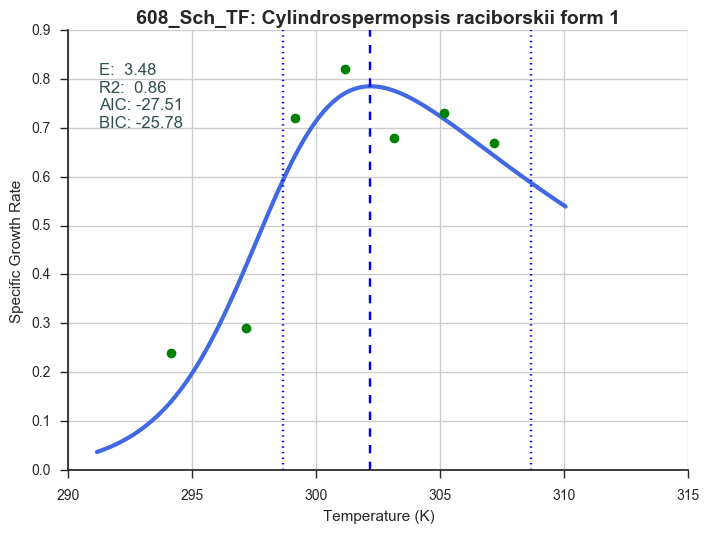 608_Sch_TF: Cylindrospermopsis raciborskii form 1
0.9
0.8
0.7
0.6
0.5
0.4
0.3
0.2
0.1
0.0
E: 3.48
R2: 0.86
AIC: -27.51
BIC: -25.78
Specific Growth Rate
290 295 300 305 310 315
Temperature (K)